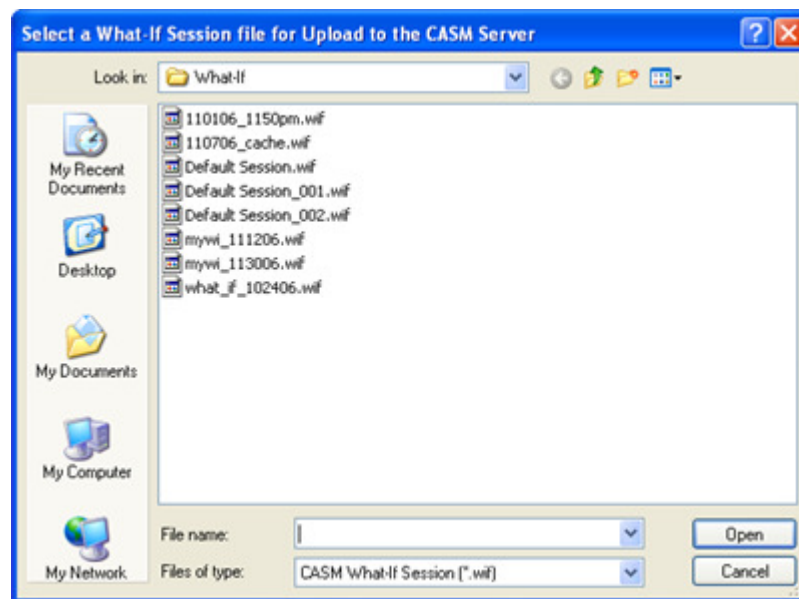 Select a What-If Session file for Upload to the CASM Server
Look in: What-If
110106_1150pm.wif
110706_cache.wif
Default Session.wif
Default Session_001.wif
Default Session_002.wif
mywi_111206.wif
mywi_113006.wif
what_if_102406.wif
My Recent
Documents
Desktop
My Documents
My Computer
My Network
File name:
Open
Files of type: CASM What-If Session (*.wif)
Cancel